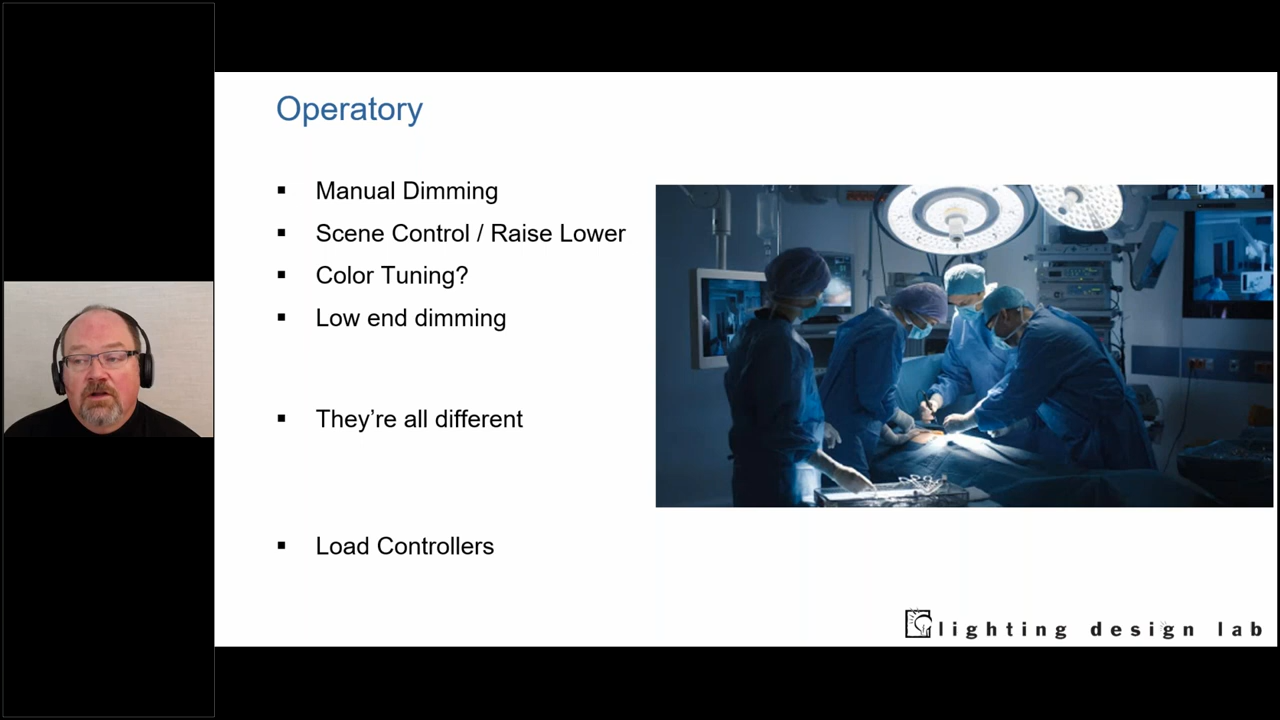 Operatory
▪ Manual Dimming
▪ Scene Control / Raise Lower
▪ Color Tuning?
▪ Low end dimming
▪ They’re all different
▪ Load Controllers
lighting design lab